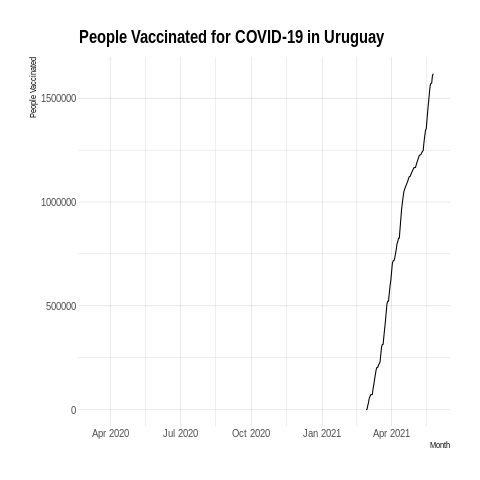 People Vaccinated for COVID-19 in Uruguay
People Vaccinated
1500000
1000000
500000
0
Apr 2020 Jul 2020 Oct 2020 Jan 2021 Apr 2021
Month